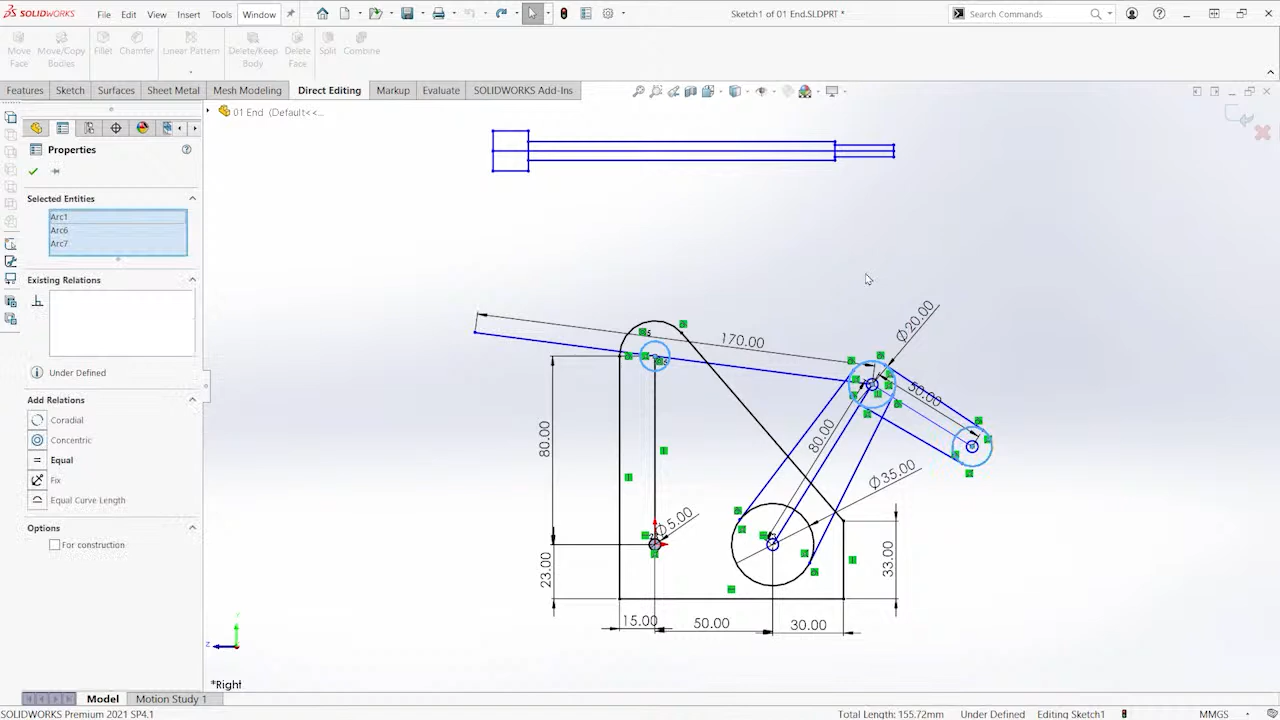 SOLIDWORKS File Edit View Insert Tools Window Sketch1 of 01 End.SLDPRT * Search Commands
Move Face Move/Copy Bodies Fillet Chamfer Linear Pattern Delete/Keep Body Delete Face Split Combine
Features Sketch Surfaces Sheet Metal Mesh Modeling Direct Editing Markup Evaluate SOLIDWORKS Add-Ins
01 End (Default<<...
Properties
Selected Entities
Arc1
Arc6
Arc7
Existing Relations
Under Defined
Add Relations
Coradial
Concentric
Equal
Fix
Equal Curve Length
Options
For construction
170.00
Ø20.00
50.00
80.00
80.00
Ø35.00
Ø5.00
33.00
23.00
15.00
50.00
30.00
Y
Z
*Right
Model Motion Study 1
SOLIDWORKS Premium 2021 SP4.1 Total Length: 155.72mm Under Defined Editing Sketch1 MMGS